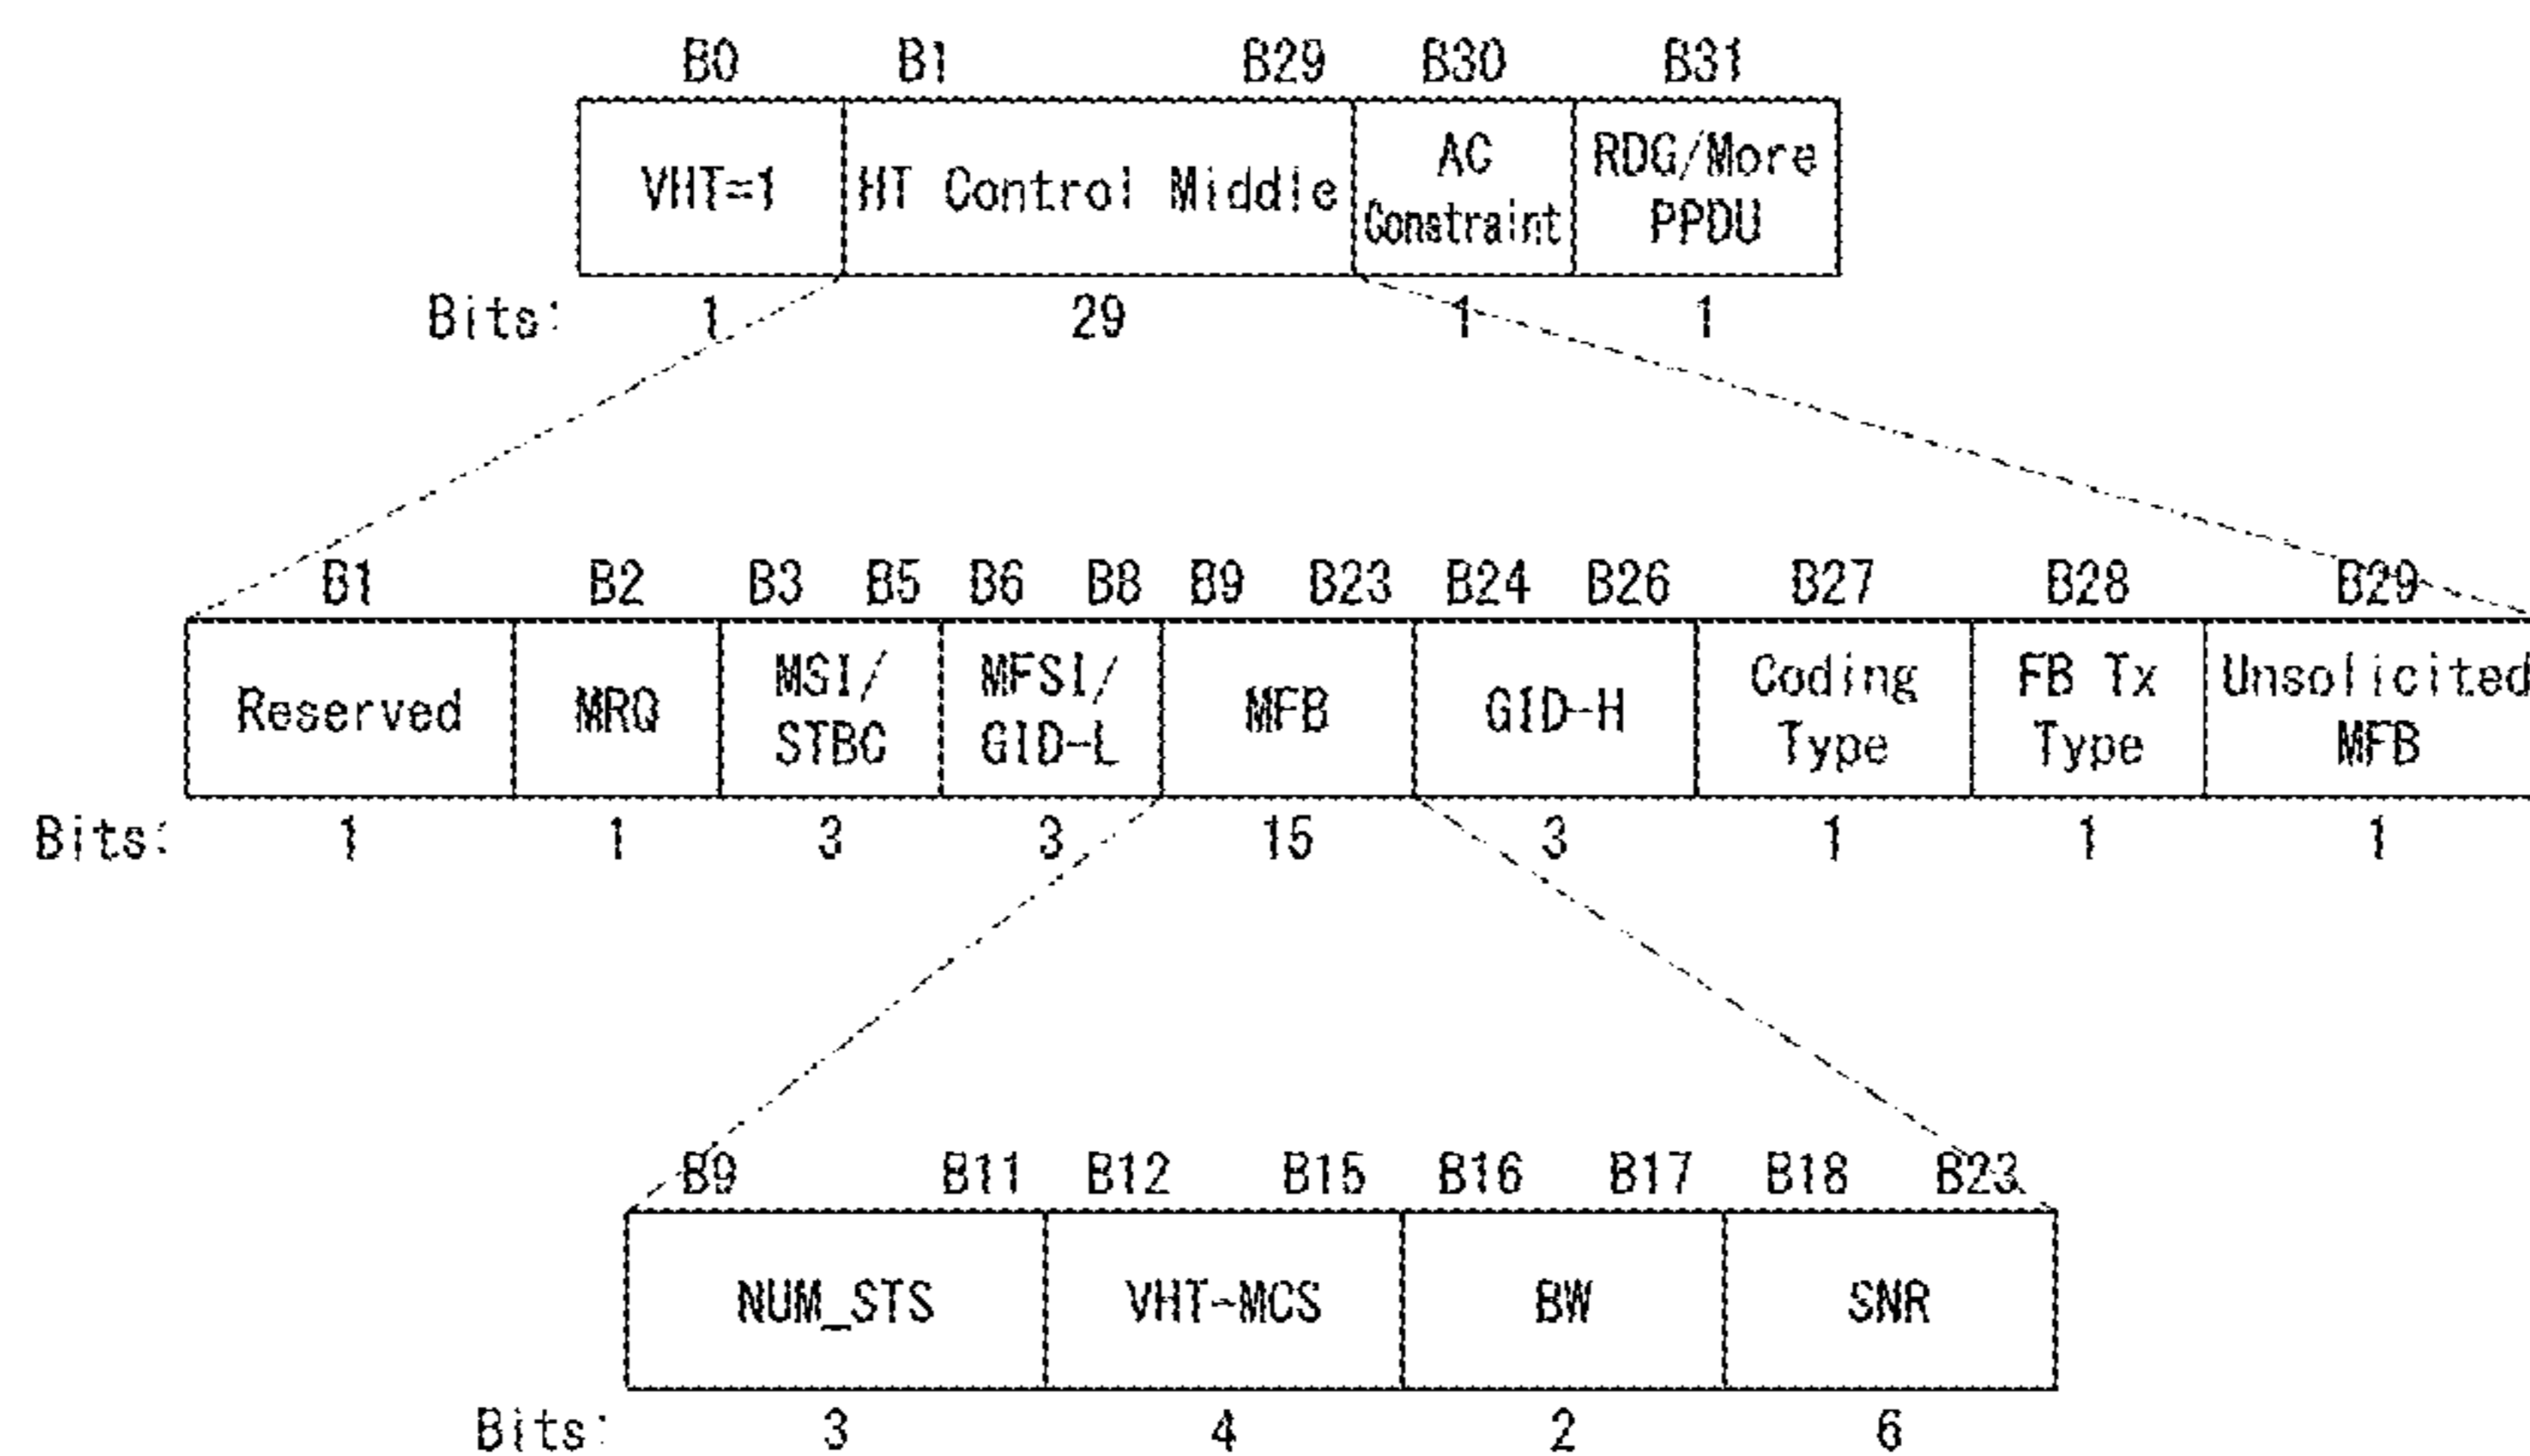 B0 B1 B29 B30 B31
VHT=1 HT Control Middle AC Constraint RDG/More PPDU
Bits: 1 29 1 1
B1 B2 B3 B5 B6 B8 B9 B23 B24 B26 B27 B28 B29
Reserved MRQ MSI/ STBC MFSI/ GID-L MFB GID-H Coding Type FB Tx Type Unsolicited MFB
Bits: 1 1 3 3 15 3 1 1 1
B9 B11 B12 B15 B16 B17 B18 B23
NUM_STS VHT-MCS BW SNR
Bits: 3 4 2 6